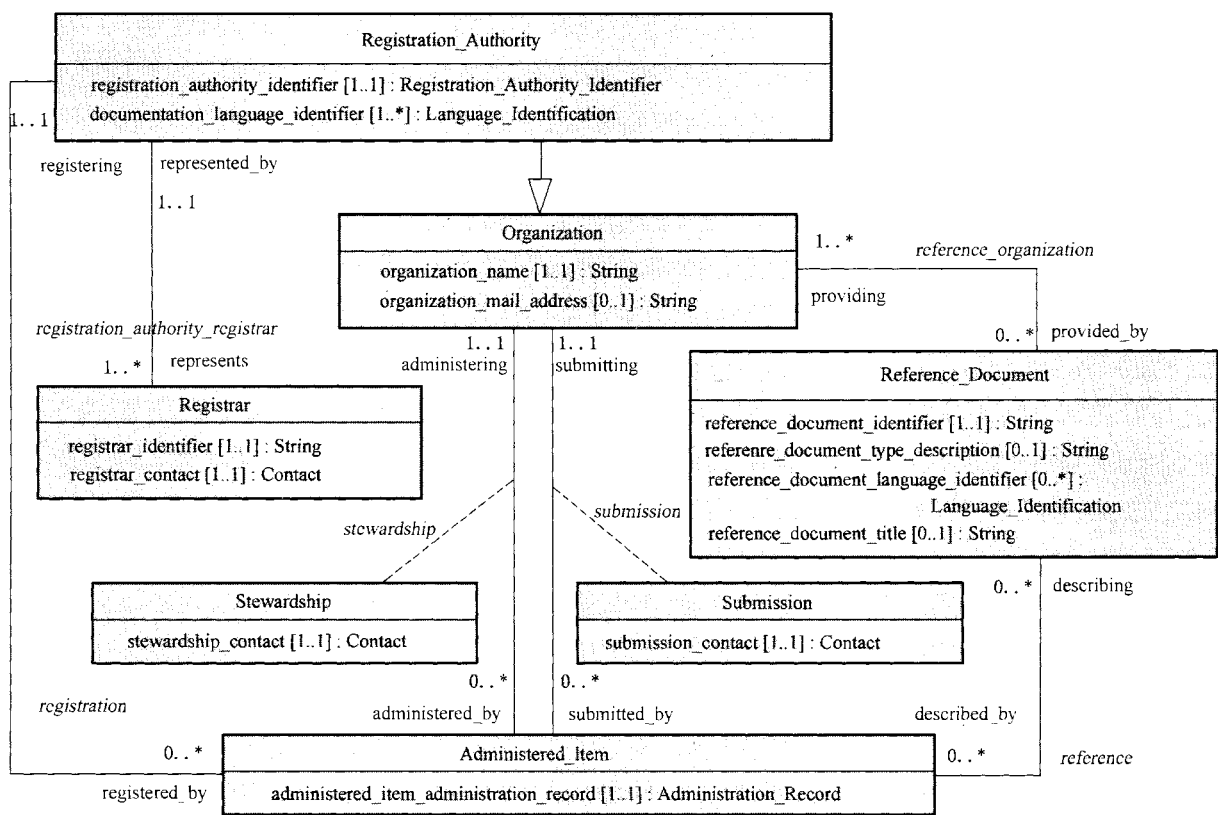 Registration_Authority
registration_authority_identifier [1..1] : Registration_Authority_Identifier
documentation_language_identifier [1..*] : Language_Identification
1..1
registering
represented_by
1..1
Organization
organization_name [1..1] : String
organization_mail_address [0..1] : String
1..*
reference_organization
providing
registration_authority_registrar
1..*
represents
1..1
administering
1..1
submitting
0..*
provided_by
Registrar
registrar_identifier [1..1] : String
registrar_contact [1..1] : Contact
Reference_Document
reference_document_identifier [1..1] : String
referenre_document_type_description [0..1] : String
reference_document_language_identifier [0..*] :
Language_Identification
reference_document_title [0..1] : String
stewardship
submission
Stewardship
stewardship_contact [1..1] : Contact
Submission
submission_contact [1..1] : Contact
0..*
describing
0..*
0..*
registration
administered_by
submitted_by
described_by
0..*
Administered_Item
administered_item_administration_record [1..1] : Administration_Record
0..*
reference
registered_by